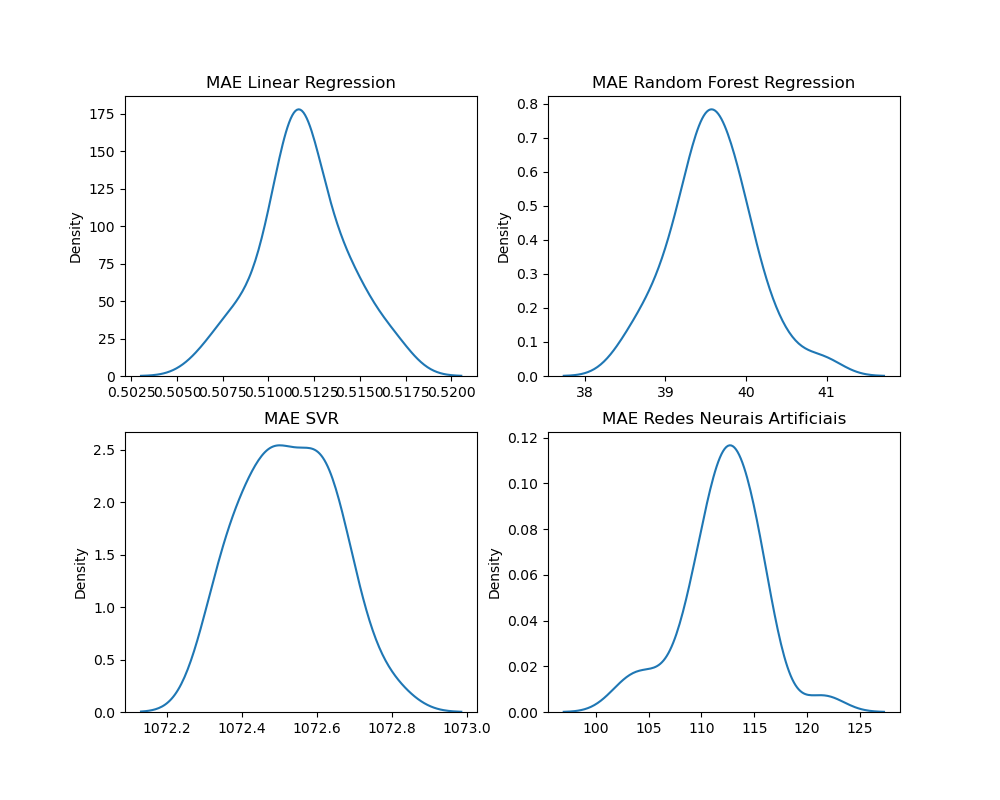 MAE Linear Regression
Density
175
150
125
100
75
50
25
0
0.5025 0.5050 0.5075 0.5100 0.5125 0.5150 0.5175 0.5200
MAE Random Forest Regression
Density
0.8
0.7
0.6
0.5
0.4
0.3
0.2
0.1
0.0
38 39 40 41
MAE SVR
Density
2.5
2.0
1.5
1.0
0.5
0.0
1072.2 1072.4 1072.6 1072.8 1073.0
MAE Redes Neurais Artificiais
Density
0.12
0.10
0.08
0.06
0.04
0.02
0.00
100 105 110 115 120 125